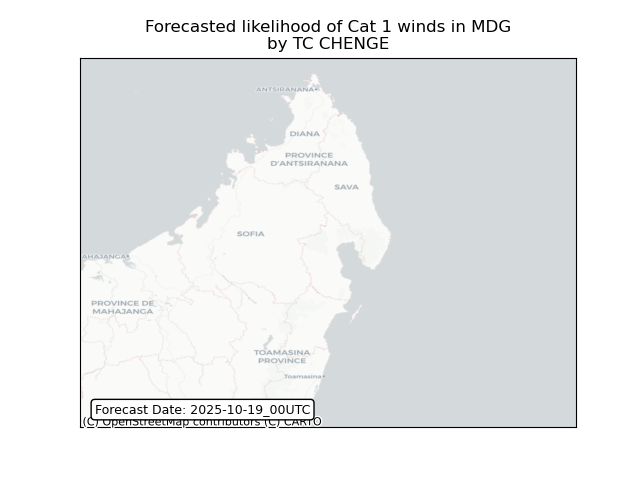 Forecasted likelihood of Cat 1 winds in MDG
by TC CHENGE
ANTSIRANANA
DIANA
PROVINCE
D'ANTSIRANANA
SAVA
SOFIA
AHAJANGA
PROVINCE DE
MAHAJANGA
TOAMASINA
PROVINCE
Toamasina
Forecast Date: 2025-10-19_00UTC
(C) OpenStreetMap contributors (C) CARTO